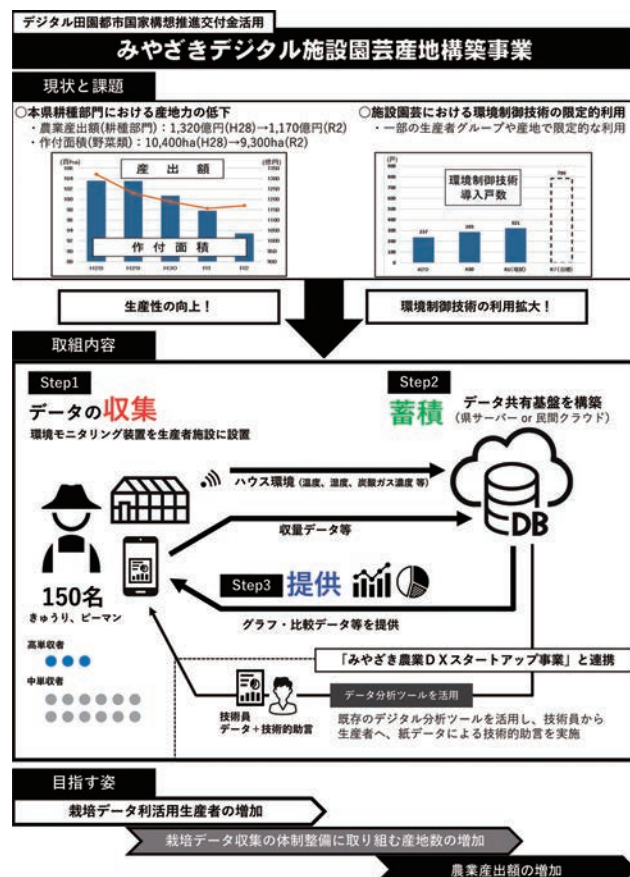 デジタル田園都市国家構想推進交付金活用
みやざきデジタル施設園芸産地構築事業
現状と課題
○本県耕種部門における産地力の低下
・農業産出額(耕種部門)：1,320億円(H28)→1,170億円(R2)
・作付面積(野菜類)：10,400ha(H28)→9,300ha(R2)
○施設園芸における環境制御技術の限定的利用
・一部の生産者グループや産地で限定的な利用
(百ha)
(億円)
産出額
作付面積
H28 H29 H30 R1 R2
(戸)
環境制御技術
導入戸数
生産性の向上！
環境制御技術の利用拡大！
取組内容
Step1
データの収集
環境モニタリング装置を生産者施設に設置
Step2
蓄積
データ共有基盤を構築
（県サーバー or 民間クラウド）
ハウス環境（温度、湿度、炭酸ガス濃度 等）
DB
収量データ等
Step3 提供
グラフ・比較データ等を提供
150名
きゅうり、ピーマン
高単収者
中単収者
「みやざき農業ＤＸスタートアップ事業」と連携
データ分析ツールを活用
技術員
データ＋技術的助言
既存のデジタル分析ツールを活用し、技術員から
生産者へ、紙データによる技術的助言を実施
目指す姿
栽培データ利活用生産者の増加
栽培データ収集の体制整備に取り組む産地数の増加
農業産出額の増加